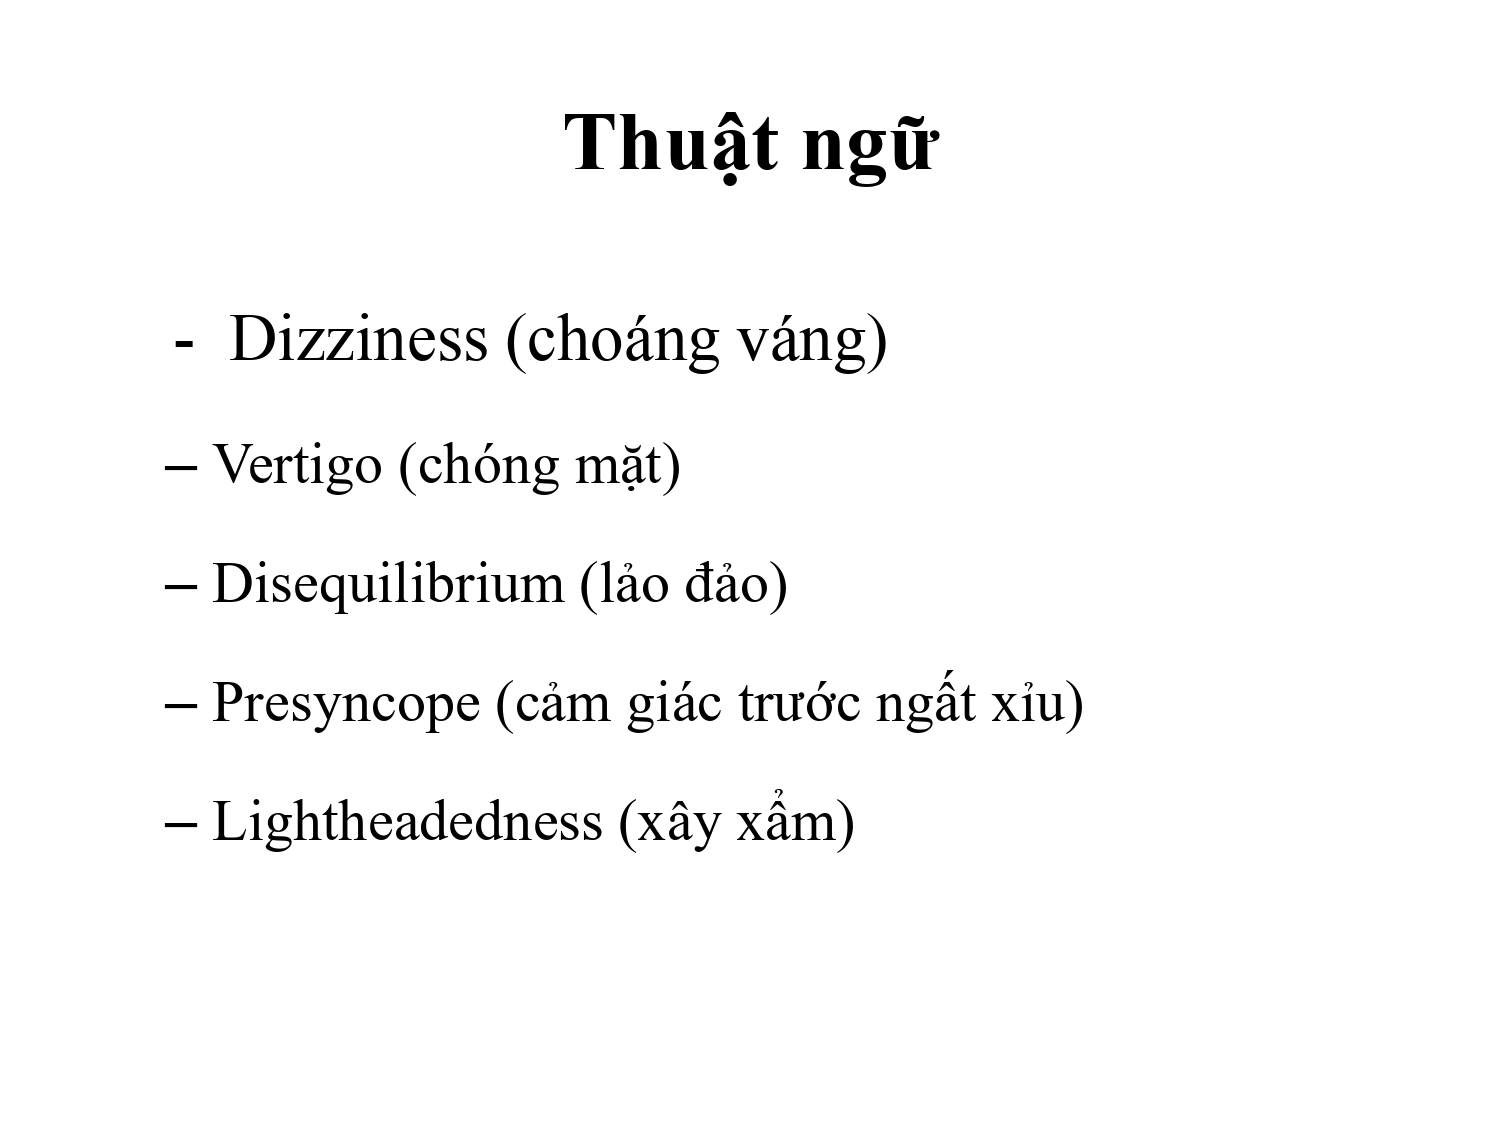 Thuật ngữ
- Dizziness (choáng váng)
– Vertigo (chóng mặt)
– Disequilibrium (lảo đảo)
– Presyncope (cảm giác trước ngất xỉu)
– Lightheadedness (xây xẩm)